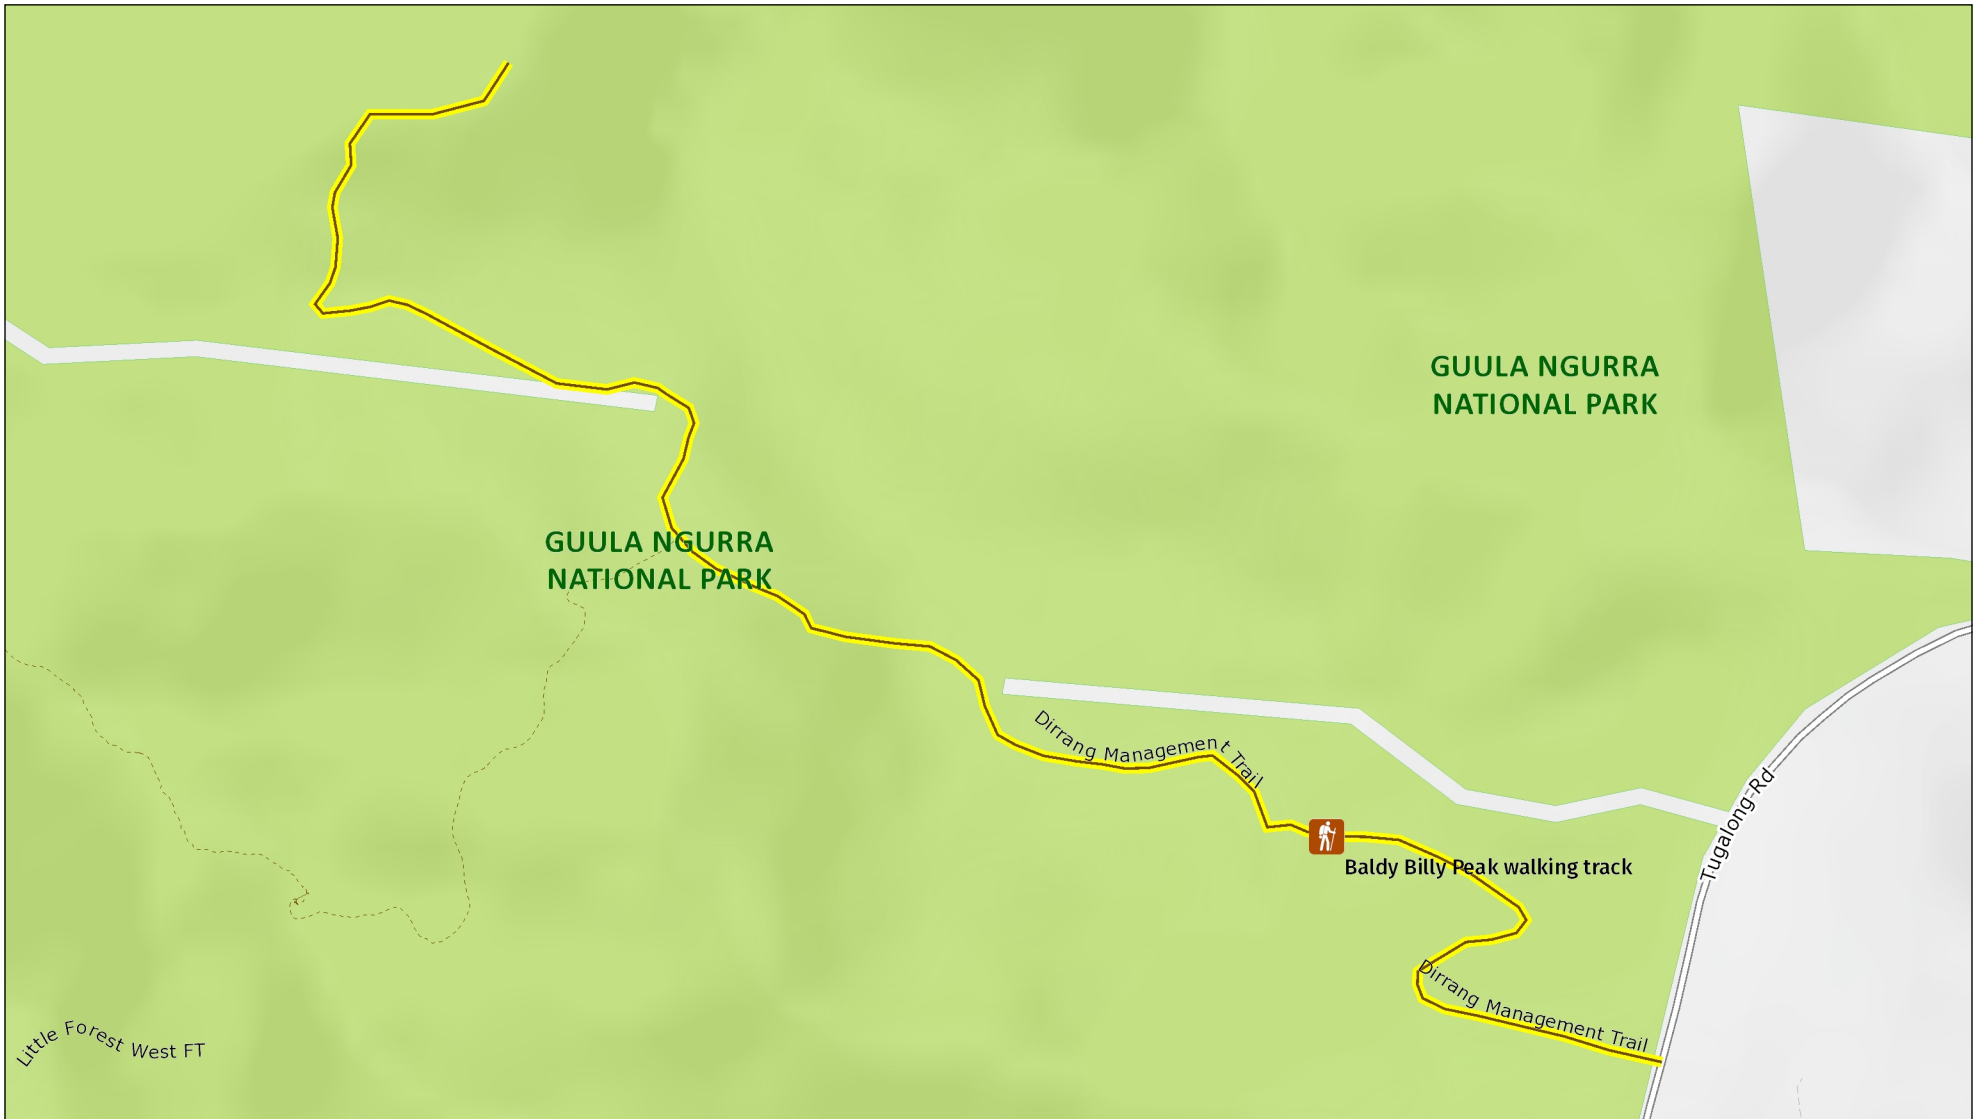 GUULA NGURRA
NATIONAL PARK
GUULA NGURRA
NATIONAL PARK
Dirrang Management Trail
Tugalong Rd
Baldy Billy Peak walking track
Dirrang Management Trail
Little Forest West FT